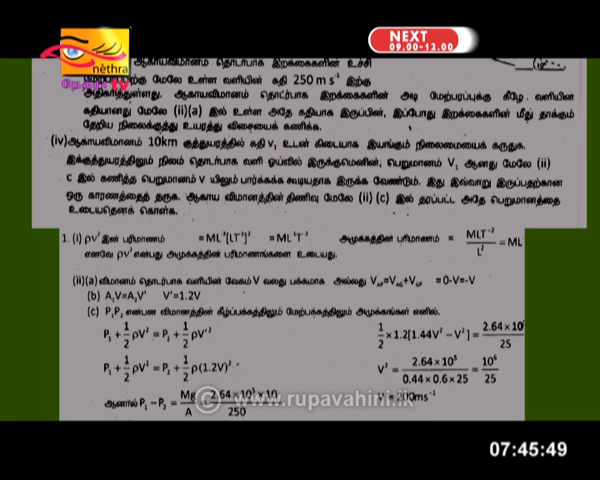 nēthra
TV
NEXT
09.00-12.00
ஆகாயவிமானம் தொடர்பாக இறக்கைகளின் உச்சி
மேலே உள்ள வளியின் கதி 250 m s⁻¹ இற்கு
அதிகரித்துள்ளது. ஆகாயவிமானம் தொடர்பாக இறக்கைகளின் அடி மேற்பரப்புக்கு கீழே வளியின்
கதியானது மேலே (ii)(a) இல் உள்ள அதே கதியாக இருப்பின், இப்போது இறக்கைகளின் மீது தாக்கும்
தேறிய நிலைக்குத்து உயர்த்து விசையைக் கணிக்க.
(iv)ஆகாயவிமானம் 10km குத்துயரத்தில் கதி v₁ உடன் கிடையாக இயங்கும் நிலைமையைக் கருதுக.
இக்குத்துயரத்திலும் நிலம் தொடர்பாக வளி ஓய்வில் இருக்குமெனின், பெறுமானம் V₁ ஆனது மேலே (ii)
c இல் கணித்த பெறுமானம் v யிலும் பார்க்கக் கூடியதாக இருக்க வேண்டும். இது இவ்வாறு இருப்பதற்கான
ஒரு காரணத்தைத் தருக. ஆகாய விமானத்தின் திணிவு மேலே (ii) (c) இல் தரப்பட்ட அதே பெறுமானத்தை
உடையதெனக் கொள்க.
1. (i) ρv² இன் பரிமாணம் = ML⁻³[LT⁻¹]² = ML⁻¹T⁻² அமுக்கத்தின் பரிமாணம் = MLT⁻²/L² = ML
எனவே ρv² என்பது அமுக்கத்தின் பரிமாணங்களை உடையது.
(ii)(a) விமானம் தொடர்பாக வளியின் வேகம் V வலது பக்கமாக அல்லது =0-V=-V
(b) A₁V=A₂V' V'=1.2V
(c) P₁P₂ என்பன விமானத்தின் கீழ்ப்பக்கத்திலும் மேற்பக்கத்திலும் அமுக்கங்கள் எனில்.
P₁ + 1/2 ρV² = P₂ + 1/2 ρV'² 1/2 × 1.2[1.44V² − V²] = 2.64 × 10⁵/25
P₁ + 1/2 ρV² = P₂ + 1/2 ρ(1.2V)² V² = 2.64 × 10⁵/0.44 × 0.6 × 25 = 10⁶/25
ஆனால் P₁ − P₂ = Mg/A = 2.64 × 10⁵ × 10/250 V = 200ms⁻¹
© www.rupavahini.lk
07:45:49